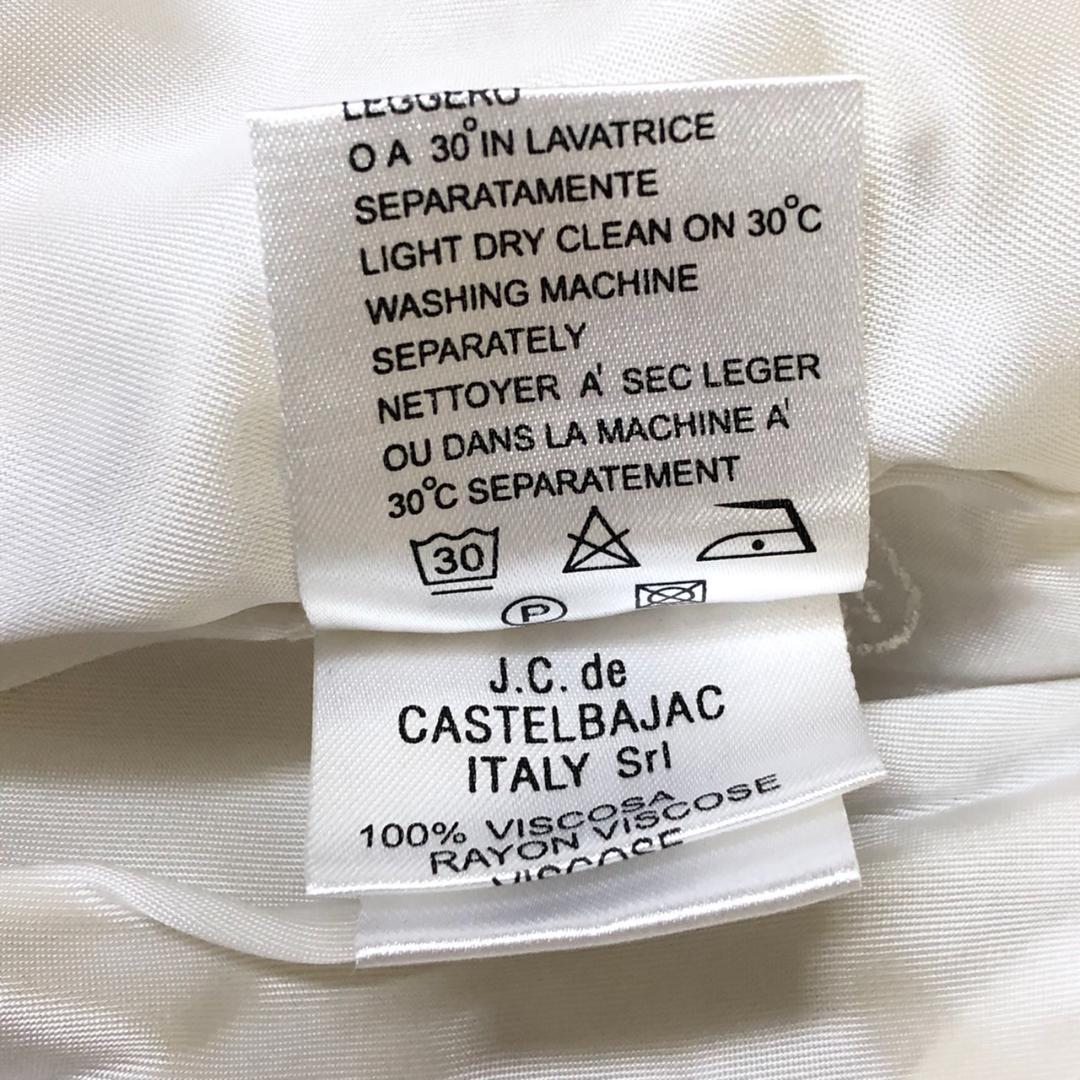 LEGGERO
O A 30° IN LAVATRICE
SEPARATAMENTE
LIGHT DRY CLEAN ON 30°C
WASHING MACHINE
SEPARATELY
NETTOYER A' SEC LEGER
OU DANS LA MACHINE A'
30°C SEPARATEMENT
30
P
J.C. de
CASTELBAJAC
ITALY Srl
100% VISCOSA
RAYON VISCOSE